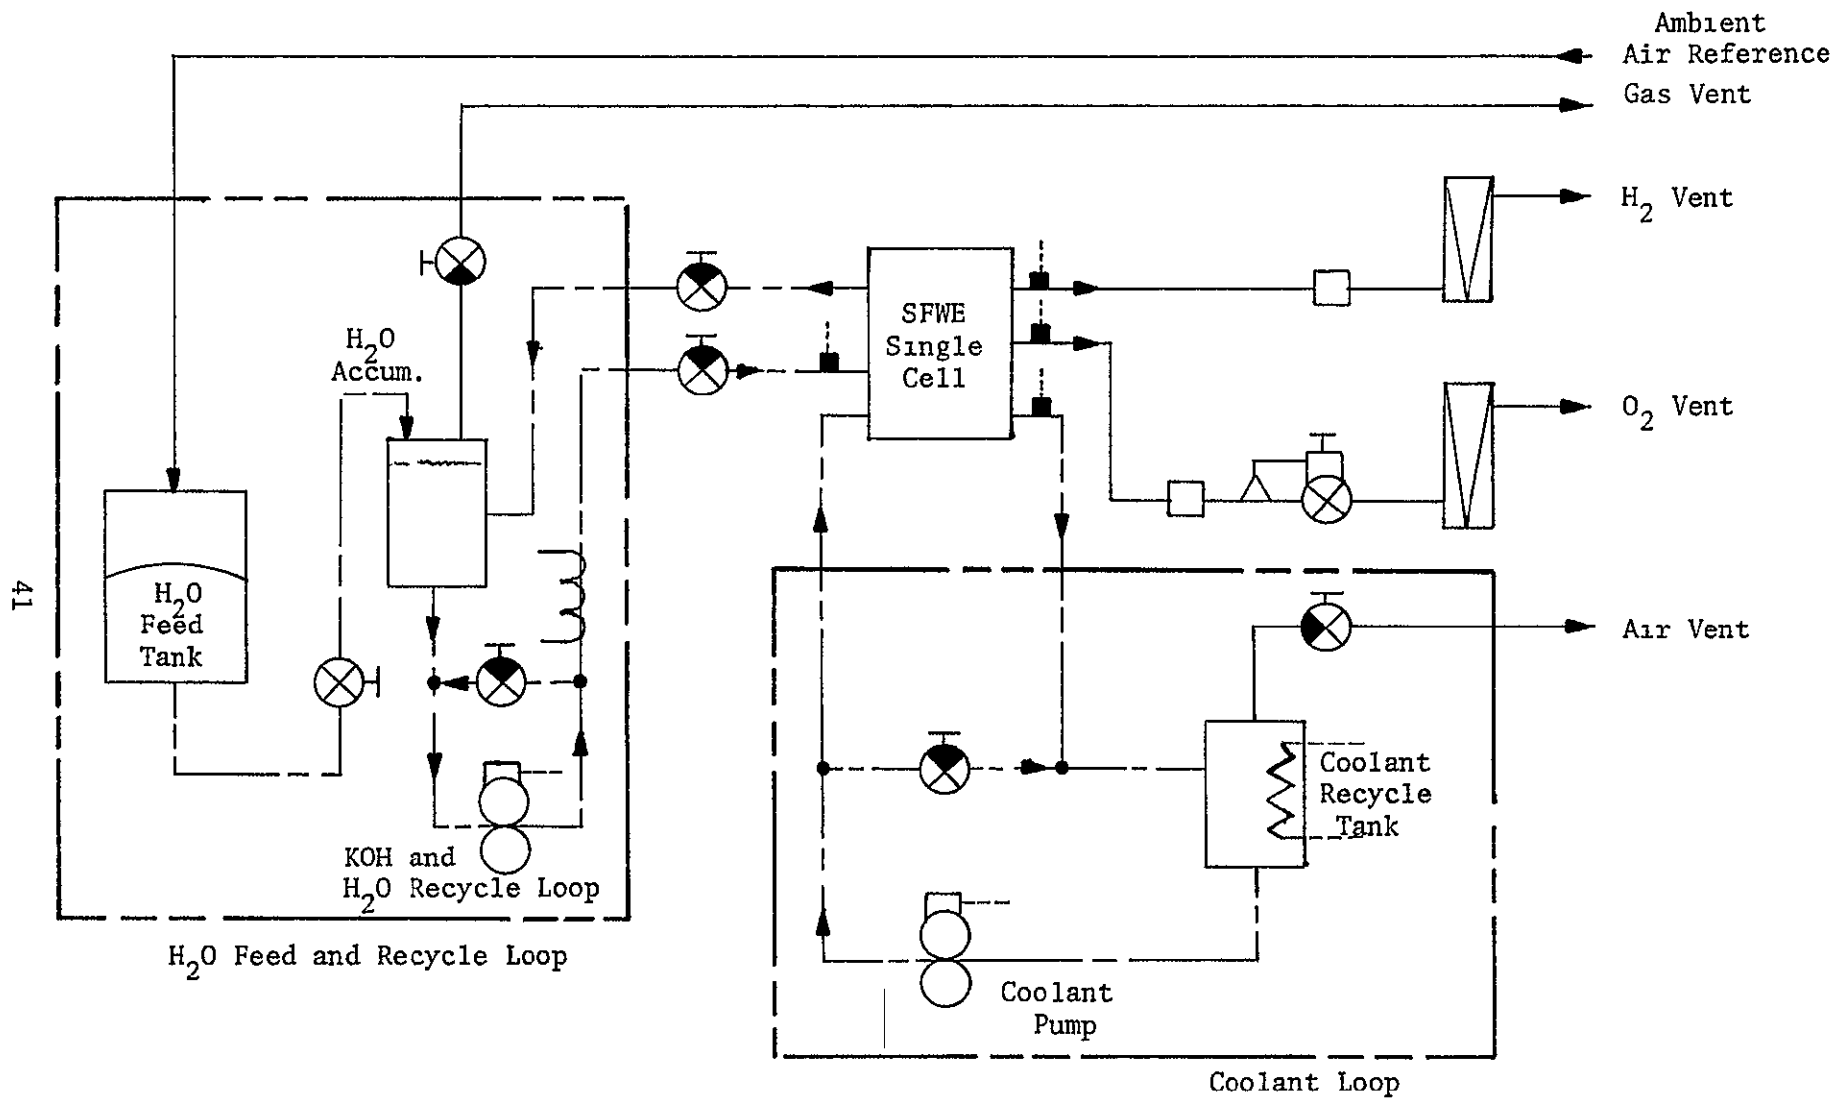 Ambient
Air Reference
Gas Vent
H2 Vent
SFWE
Single
Cell
H2O
Accum.
O2 Vent
41
H2O
Feed
Tank
Air Vent
Coolant
Recycle
Tank
KOH and
H2O Recycle Loop
H2O Feed and Recycle Loop
Coolant
Pump
Coolant Loop